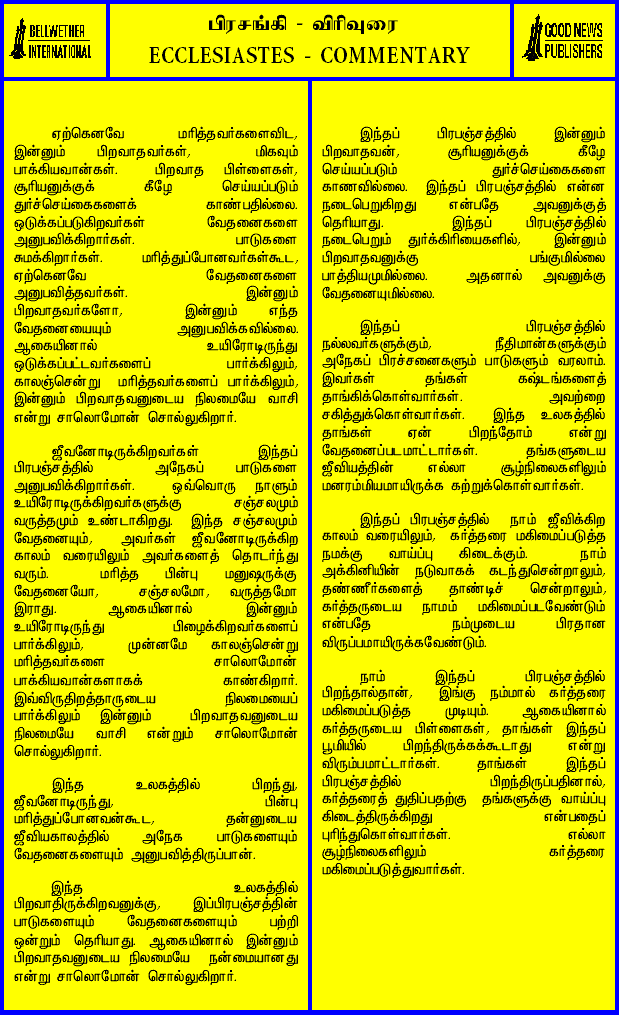 BELLWETHER
INTERNATIONAL
பிரசங்கி - விரிவுரை
ECCLESIASTES - COMMENTARY
GOOD NEWS
PUBLISHERS
ஏற்கெனவே மரித்தவர்களைவிட,
இன்னும் பிறவாதவர்கள், மிகவும்
பாக்கியவான்கள். பிறவாத பிள்ளைகள்,
சூரியனுக்குக் கீழே செய்யப்படும்
துர்ச்செய்கைகளைக் காண்பதில்லை.
ஒடுக்கப்படுகிறவர்கள் வேதனைகளை
அனுபவிக்கிறார்கள். பாடுகளை
சுமக்கிறார்கள். மரித்துப்போனவர்கள்கூட,
ஏற்கெனவே வேதனைகளை
அனுபவித்தவர்கள். இன்னும்
பிறவாதவர்களோ, இன்னும் எந்த
வேதனையையும் அனுபவிக்கவில்லை.
ஆகையினால் உயிரோடிருந்து
ஒடுக்கப்பட்டவர்களைப் பார்க்கிலும்,
காலஞ்சென்று மரித்தவர்களைப் பார்க்கிலும்,
இன்னும் பிறவாதவனுடைய நிலமையே வாசி
என்று சாலொமோன் சொல்லுகிறார்.
ஜீவனோடிருக்கிறவர்கள் இந்தப்
பிரபஞ்சத்தில் அநேகப் பாடுகளை
அனுபவிக்கிறார்கள். ஒவ்வொரு நாளும்
உயிரோடிருக்கிறவர்களுக்கு சஞ்சலமும்
வருத்தமும் உண்டாகிறது. இந்த சஞ்சலமும்
வேதனையும், அவர்கள் ஜீவனோடிருக்கிற
காலம் வரையிலும் அவர்களைத் தொடர்ந்து
வரும். மரித்த பின்பு மனுஷருக்கு
வேதனையோ, சஞ்சலமோ, வருத்தமோ
இராது. ஆகையினால் இன்னும்
உயிரோடிருந்து பிழைக்கிறவர்களைப்
பார்க்கிலும், முன்னமே காலஞ்சென்று
மரித்தவர்களை சாலொமோன்
பாக்கியவான்களாகக் காண்கிறார்.
இவ்விருதிறத்தாருடைய நிலமையைப்
பார்க்கிலும் இன்னும் பிறவாதவனுடைய
நிலமையே வாசி என்றும் சாலொமோன்
சொல்லுகிறார்.
இந்த உலகத்தில் பிறந்து,
ஜீவனோடிருந்து, பின்பு
மரித்துப்போனவன்கூட, தன்னுடைய
ஜீவியகாலத்தில் அநேக பாடுகளையும்
வேதனைகளையும் அனுபவித்திருப்பான்.
இந்த உலகத்தில்
பிறவாதிருக்கிறவனுக்கு, இப்பிரபஞ்சத்தின்
பாடுகளையும் வேதனைகளையும் பற்றி
ஒன்றும் தெரியாது. ஆகையினால் இன்னும்
பிறவாதவனுடைய நிலமையே நன்மையானது
என்று சாலொமோன் சொல்லுகிறார்.
இந்தப் பிரபஞ்சத்தில் இன்னும்
பிறவாதவன், சூரியனுக்குக் கீழே
செய்யப்படும் துர்ச்செய்கைகளை
காணவில்லை. இந்தப் பிரபஞ்சத்தில் என்ன
நடைபெறுகிறது என்பதே அவனுக்குத்
தெரியாது. இந்தப் பிரபஞ்சத்தில்
நடைபெறும் துர்க்கிரியைகளில், இன்னும்
பிறவாதவனுக்கு பங்குமில்லை
பாத்தியமுமில்லை. அதனால் அவனுக்கு
வேதனையுமில்லை.
இந்தப் பிரபஞ்சத்தில்
நல்லவர்களுக்கும், நீதிமான்களுக்கும்
அநேகப் பிரச்சனைகளும் பாடுகளும் வரலாம்.
இவர்கள் தங்கள் கஷ்டங்களைத்
தாங்கிக்கொள்வார்கள். அவற்றை
சகித்துக்கொள்வார்கள். இந்த உலகத்தில்
தாங்கள் ஏன் பிறந்தோம் என்று
வேதனைப்படமாட்டார்கள். தங்களுடைய
ஜீவியத்தின் எல்லா சூழ்நிலைகளிலும்
மனரம்மியமாயிருக்க கற்றுக்கொள்வார்கள்.
இந்தப் பிரபஞ்சத்தில் நாம் ஜீவிக்கிற
காலம் வரையிலும், கர்த்தரை மகிமைப்படுத்த
நமக்கு வாய்ப்பு கிடைக்கும். நாம்
அக்கினியின் நடுவாகக் கடந்துசென்றாலும்,
தண்ணீர்களைத் தாண்டிச் சென்றாலும்,
கர்த்தருடைய நாமம் மகிமைப்படவேண்டும்
என்பதே நம்முடைய பிரதான
விருப்பமாயிருக்கவேண்டும்.
நாம் இந்தப் பிரபஞ்சத்தில்
பிறந்தால்தான், இங்கு நம்மால் கர்த்தரை
மகிமைப்படுத்த முடியும். ஆகையினால்
கர்த்தருடைய பிள்ளைகள், தாங்கள் இந்தப்
பூமியில் பிறந்திருக்கக்கூடாது என்று
விரும்பமாட்டார்கள். தாங்கள் இந்தப்
பிரபஞ்சத்தில் பிறந்திருப்பதினால்,
கர்த்தரைத் துதிப்பதற்கு தங்களுக்கு வாய்ப்பு
கிடைத்திருக்கிறது என்பதைப்
புரிந்துகொள்வார்கள். எல்லா
சூழ்நிலைகளிலும் கர்த்தரை
மகிமைப்படுத்துவார்கள்.